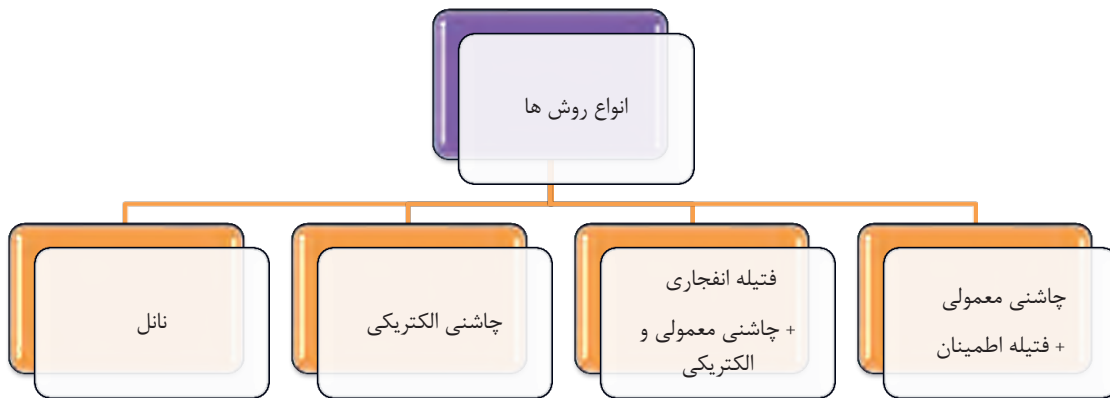 انواع روش ها
چاشنی معمولی
+ فتیله اطمینان
فتیله انفجاری
+ چاشنی معمولی و
الکتریکی
چاشنی الکتریکی
نانل